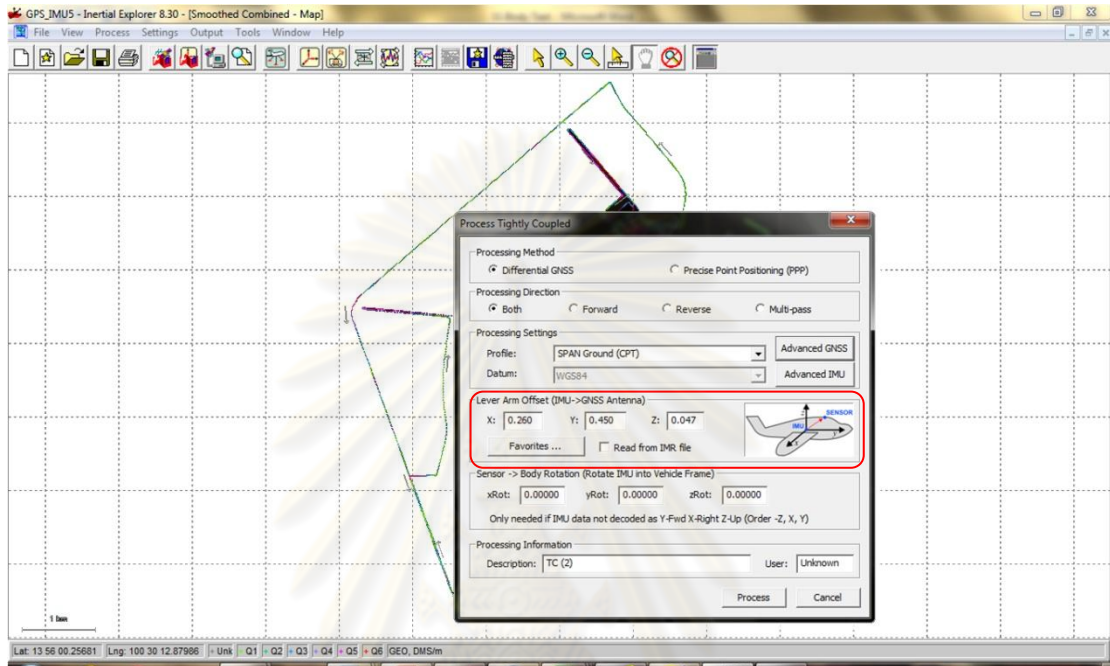 GPS_IMU5 - Inertial Explorer 8.30 - [Smoothed Combined - Map]
File View Process Settings Output Tools Window Help
Process Tightly Coupled
Processing Method
Differential GNSS Precise Point Positioning (PPP)
Processing Direction
Both Forward Reverse Multi-pass
Processing Settings
Profile: SPAN Ground (CPT) Advanced GNSS
Datum: WGS84 Advanced IMU
Lever Arm Offset (IMU->GNSS Antenna)
X: 0.260 Y: 0.450 Z: 0.047
Z SENSOR
IMU Y
X
Favorites ... Read from IMR file
Sensor -> Body Rotation (Rotate IMU into Vehicle Frame)
xRot: 0.00000 yRot: 0.00000 zRot: 0.00000
Only needed if IMU data not decoded as Y-Fwd X-Right Z-Up (Order -Z, X, Y)
Processing Information
Description: TC (2) User: Unknown
Process Cancel
1 km
Lat: 13 56 00.25681 Lng: 100 30 12.87986 Unk Q1 Q2 Q3 Q4 Q5 Q6 GEO, DMS/m